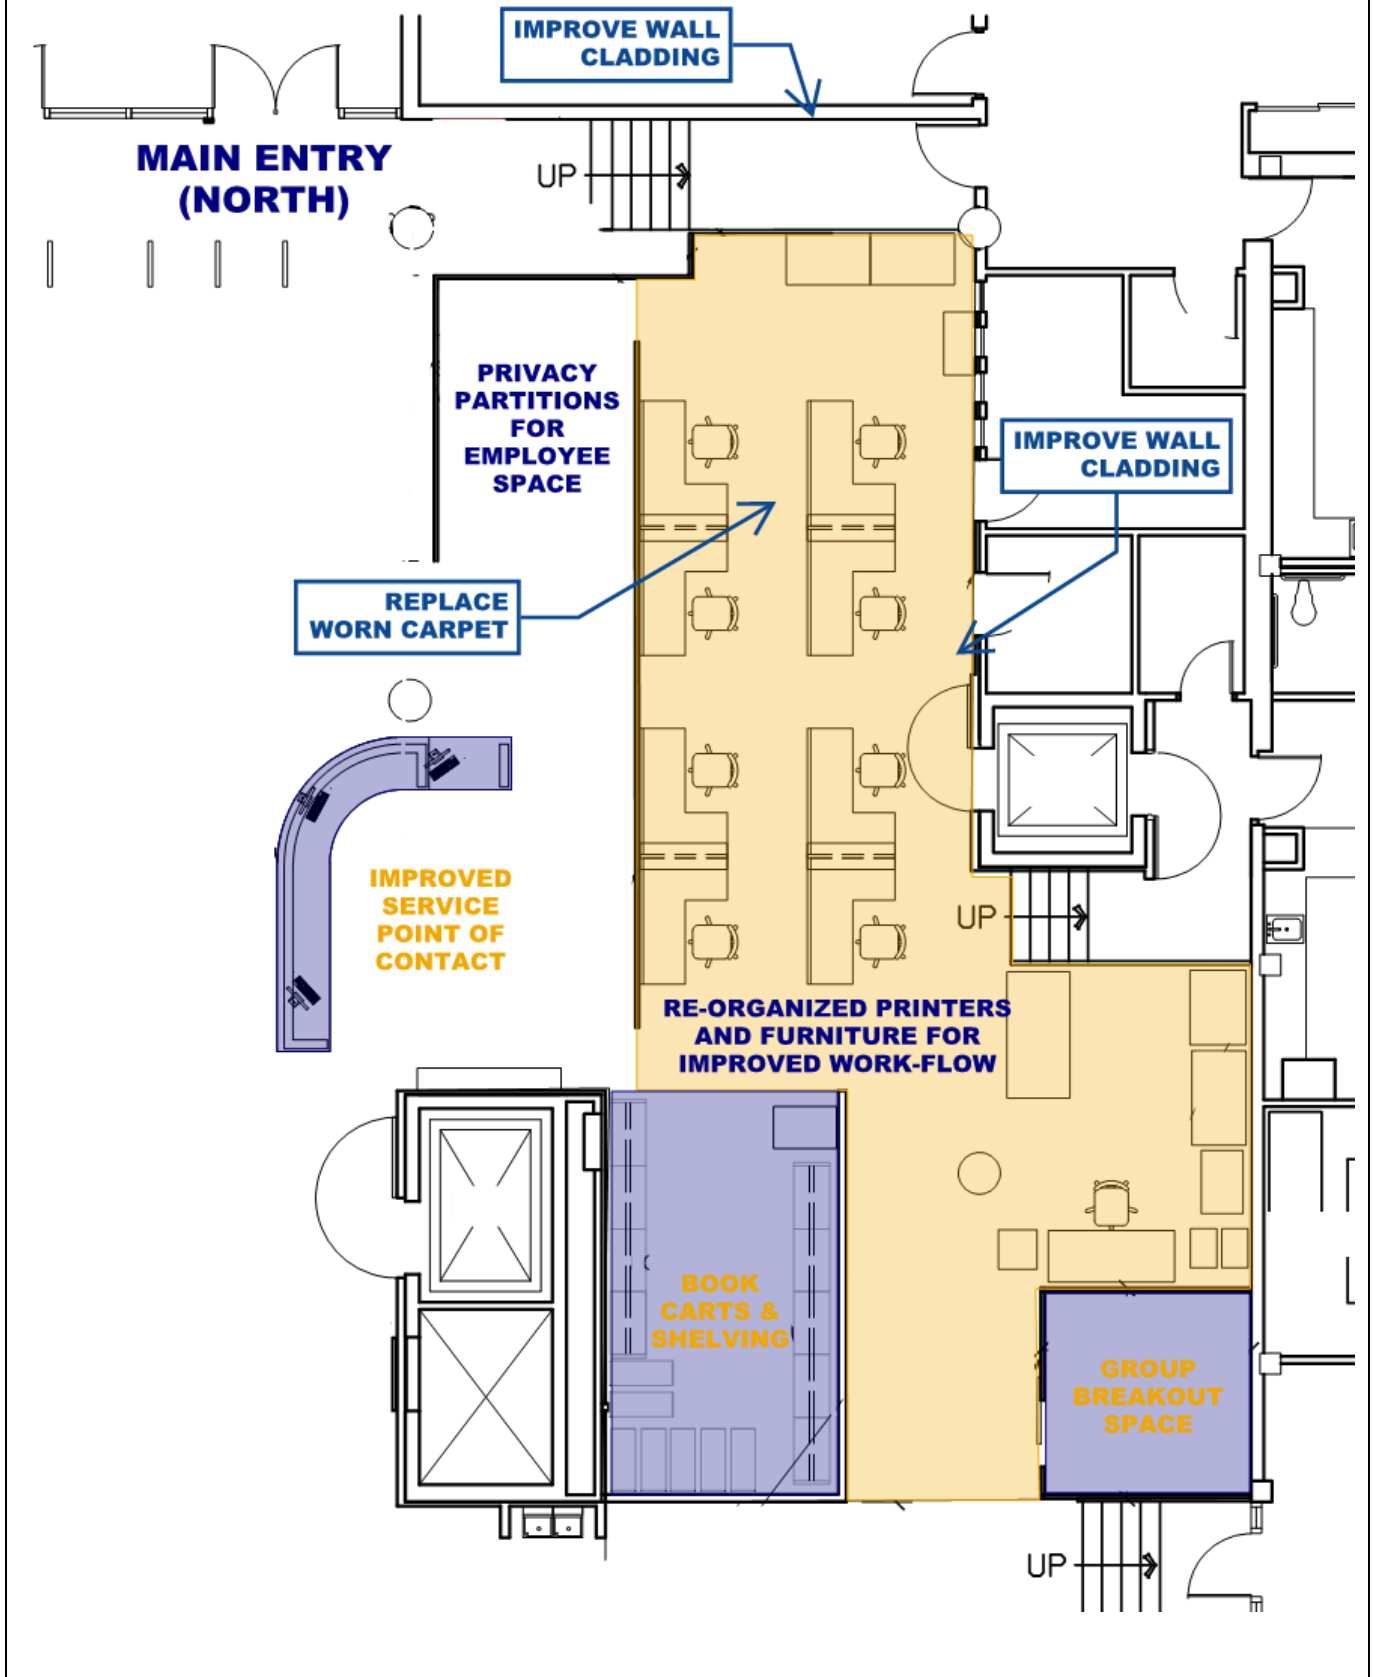 IMPROVE WALL
CLADDING
MAIN ENTRY
(NORTH)
UP
PRIVACY
PARTITIONS
FOR
EMPLOYEE
SPACE
IMPROVE WALL
CLADDING
REPLACE
WORN CARPET
IMPROVED
SERVICE
POINT OF
CONTACT
UP
RE-ORGANIZED PRINTERS
AND FURNITURE FOR
IMPROVED WORK-FLOW
BOOK
CARTS &
SHELVING
GROUP
BREAKOUT
SPACE
UP